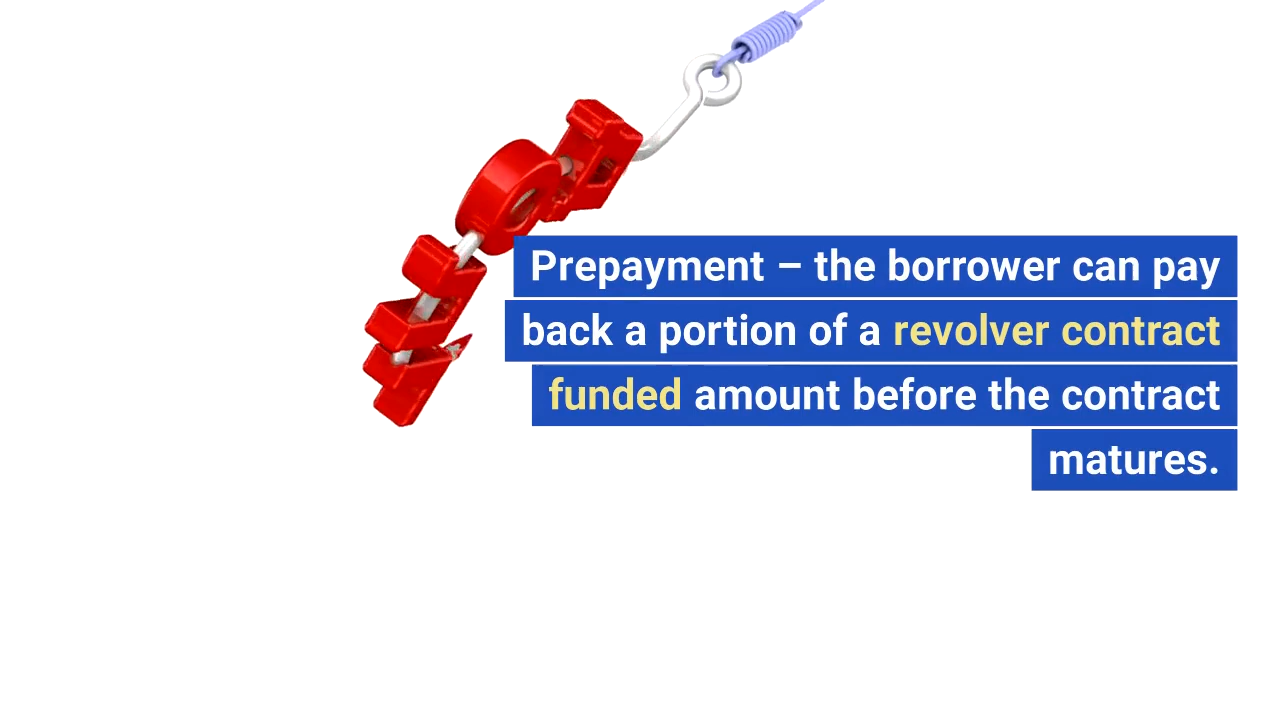 Prepayment – the borrower can pay
back a portion of a revolver contract
funded amount before the contract
matures.